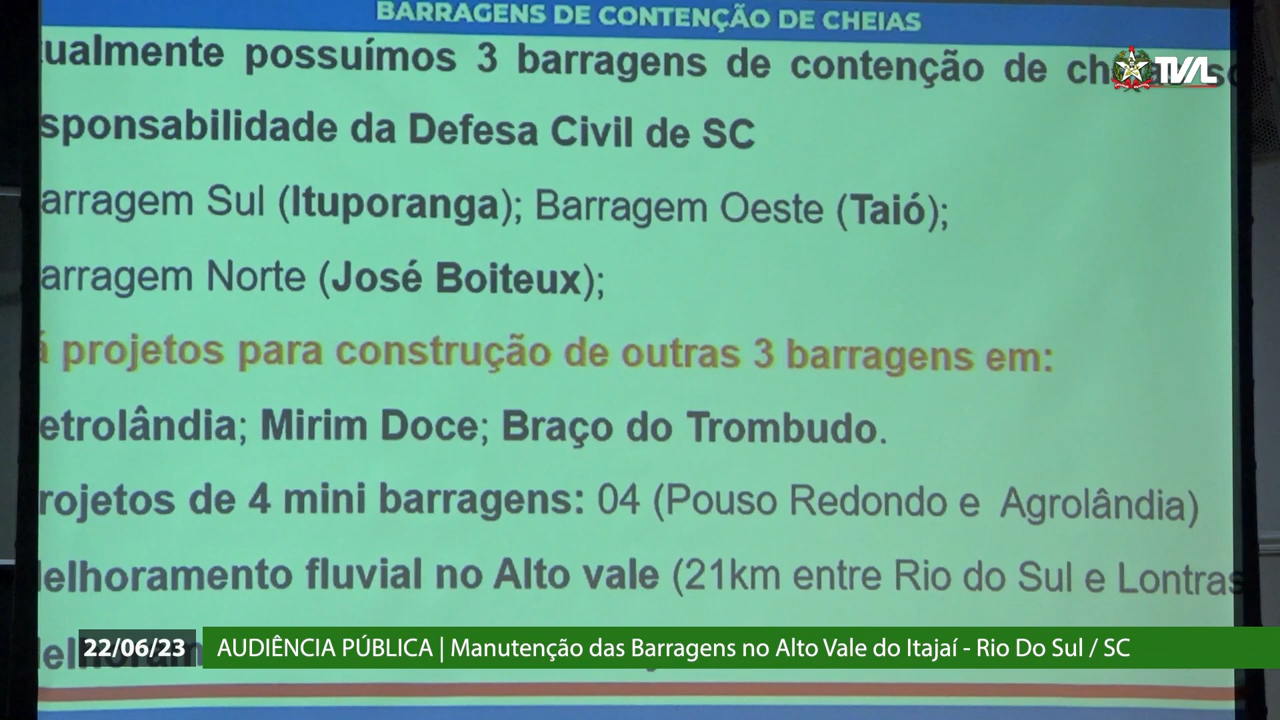 BARRAGENS DE CONTENÇÃO DE CHEIAS
ualmente possuímos 3 barragens de contenção de ch
TVAL
sponsabilidade da Defesa Civil de SC
arragem Sul (Ituporanga); Barragem Oeste (Taió);
arragem Norte (José Boiteux);
á projetos para construção de outras 3 barragens em:
etrolândia; Mirim Doce; Braço do Trombudo.
rojetos de 4 mini barragens: 04 (Pouso Redondo e Agrolândia)
elhoramento fluvial no Alto vale (21km entre Rio do Sul e Lontras
22/06/23 AUDIÊNCIA PÚBLICA | Manutenção das Barragens no Alto Vale do Itajaí - Rio Do Sul / SC